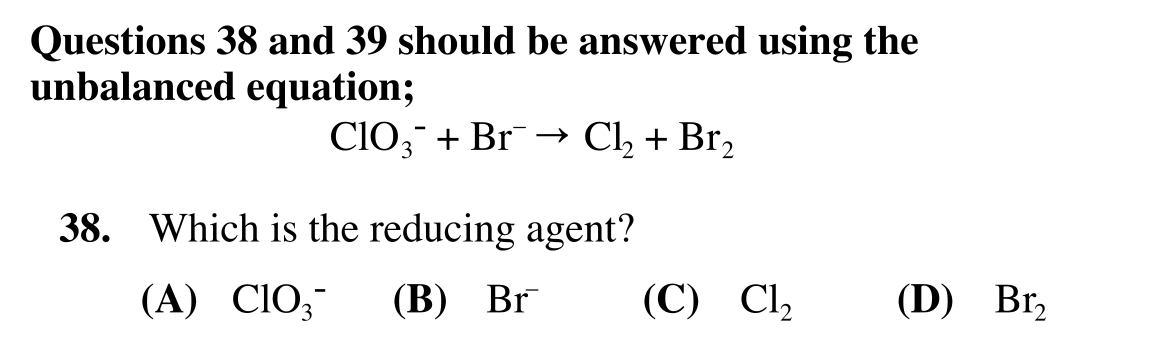 Questions 38 and 39 should be answered using the
unbalanced equation;
ClO₃⁻ + Br⁻ → Cl₂ + Br₂
38. Which is the reducing agent?
(A) ClO₃⁻ (B) Br⁻ (C) Cl₂ (D) Br₂